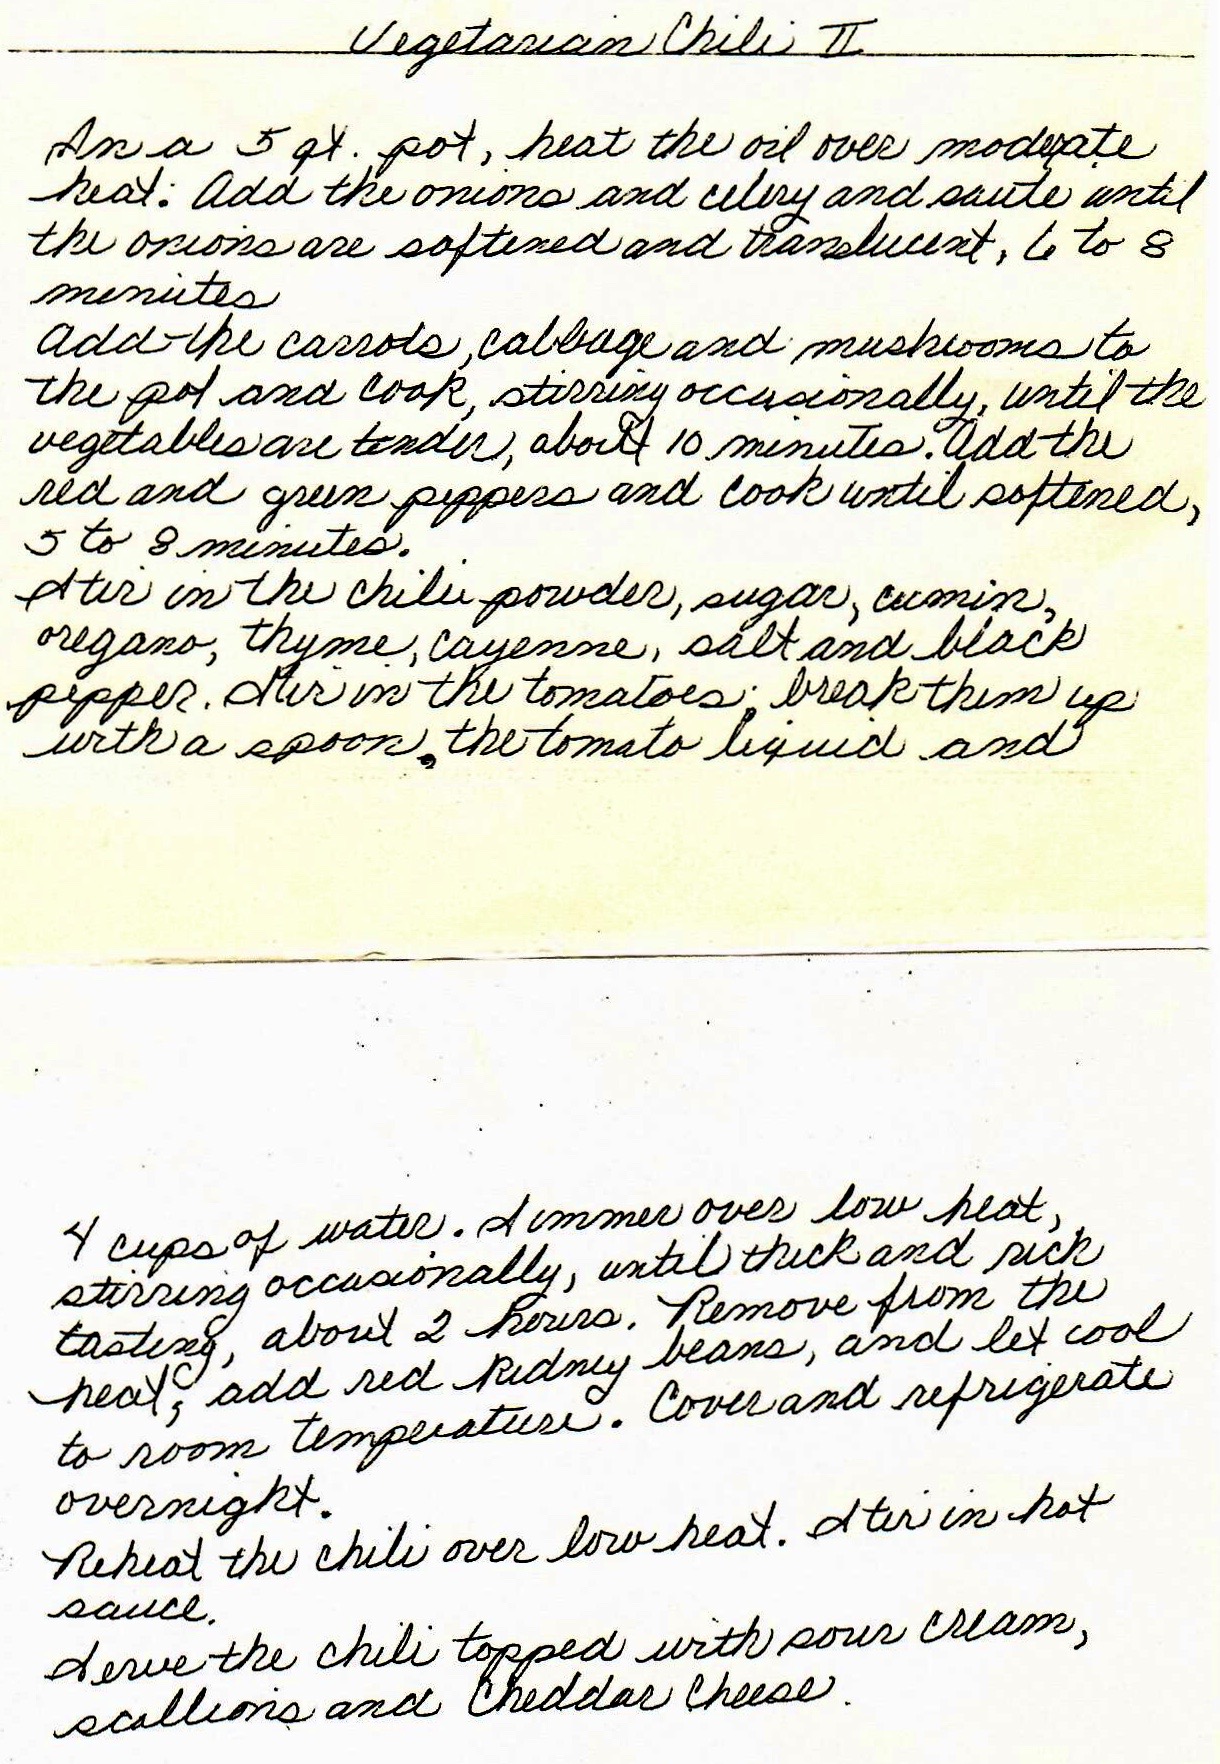 Vegetarian Chili II
In a 5 qt. pot, heat the oil over moderate
heat. Add the onions and celery and saute until
the onions are softened and translucent, 6 to 8
minutes
Add the carrots, cabbage and mushrooms to
the pot and cook, stirring occasionally, until the
vegetables are tender, about 10 minutes. Add the
red and green peppers and cook until softened,
5 to 8 minutes.
Stir in the chili powder, sugar, cumin,
oregano, thyme, cayenne, salt and black
pepper. Stir in the tomatoes; break them up
with a spoon, the tomato liquid and
4 cups of water. Simmer over low heat,
stirring occasionally, until thick and rich
tasting, about 2 hours. Remove from the
heat, add red kidney beans, and let cool
to room temperature. Cover and refrigerate
overnight.
Reheat the chili over low heat. Stir in hot
sauce.
Serve the chili topped with sour cream,
scallions and Cheddar Cheese.